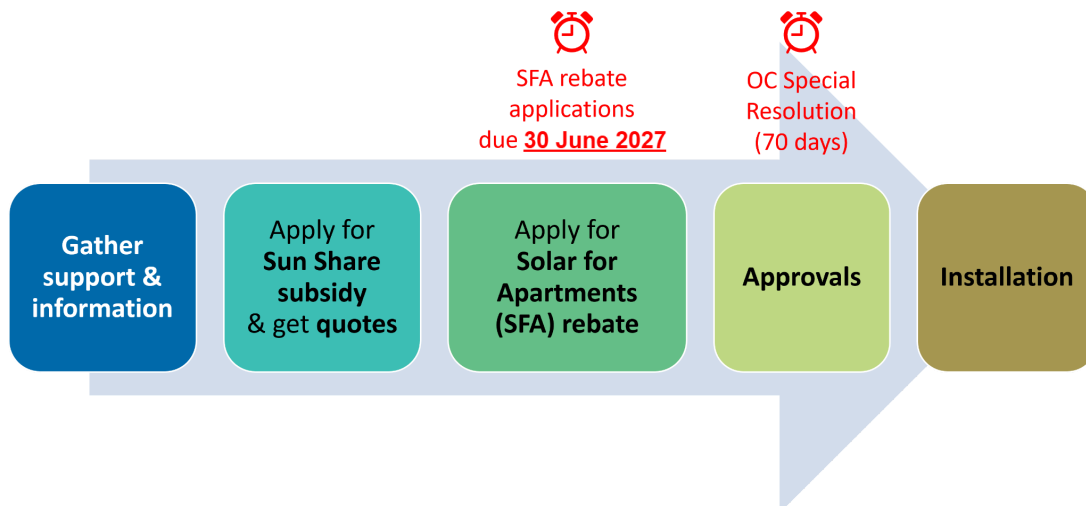 SFA rebate
applications
due 30 June 2027
OC Special
Resolution
(70 days)
Gather
support &
information
Apply for
Sun Share
subsidy
& get quotes
Apply for
Solar for
Apartments
(SFA) rebate
Approvals
Installation